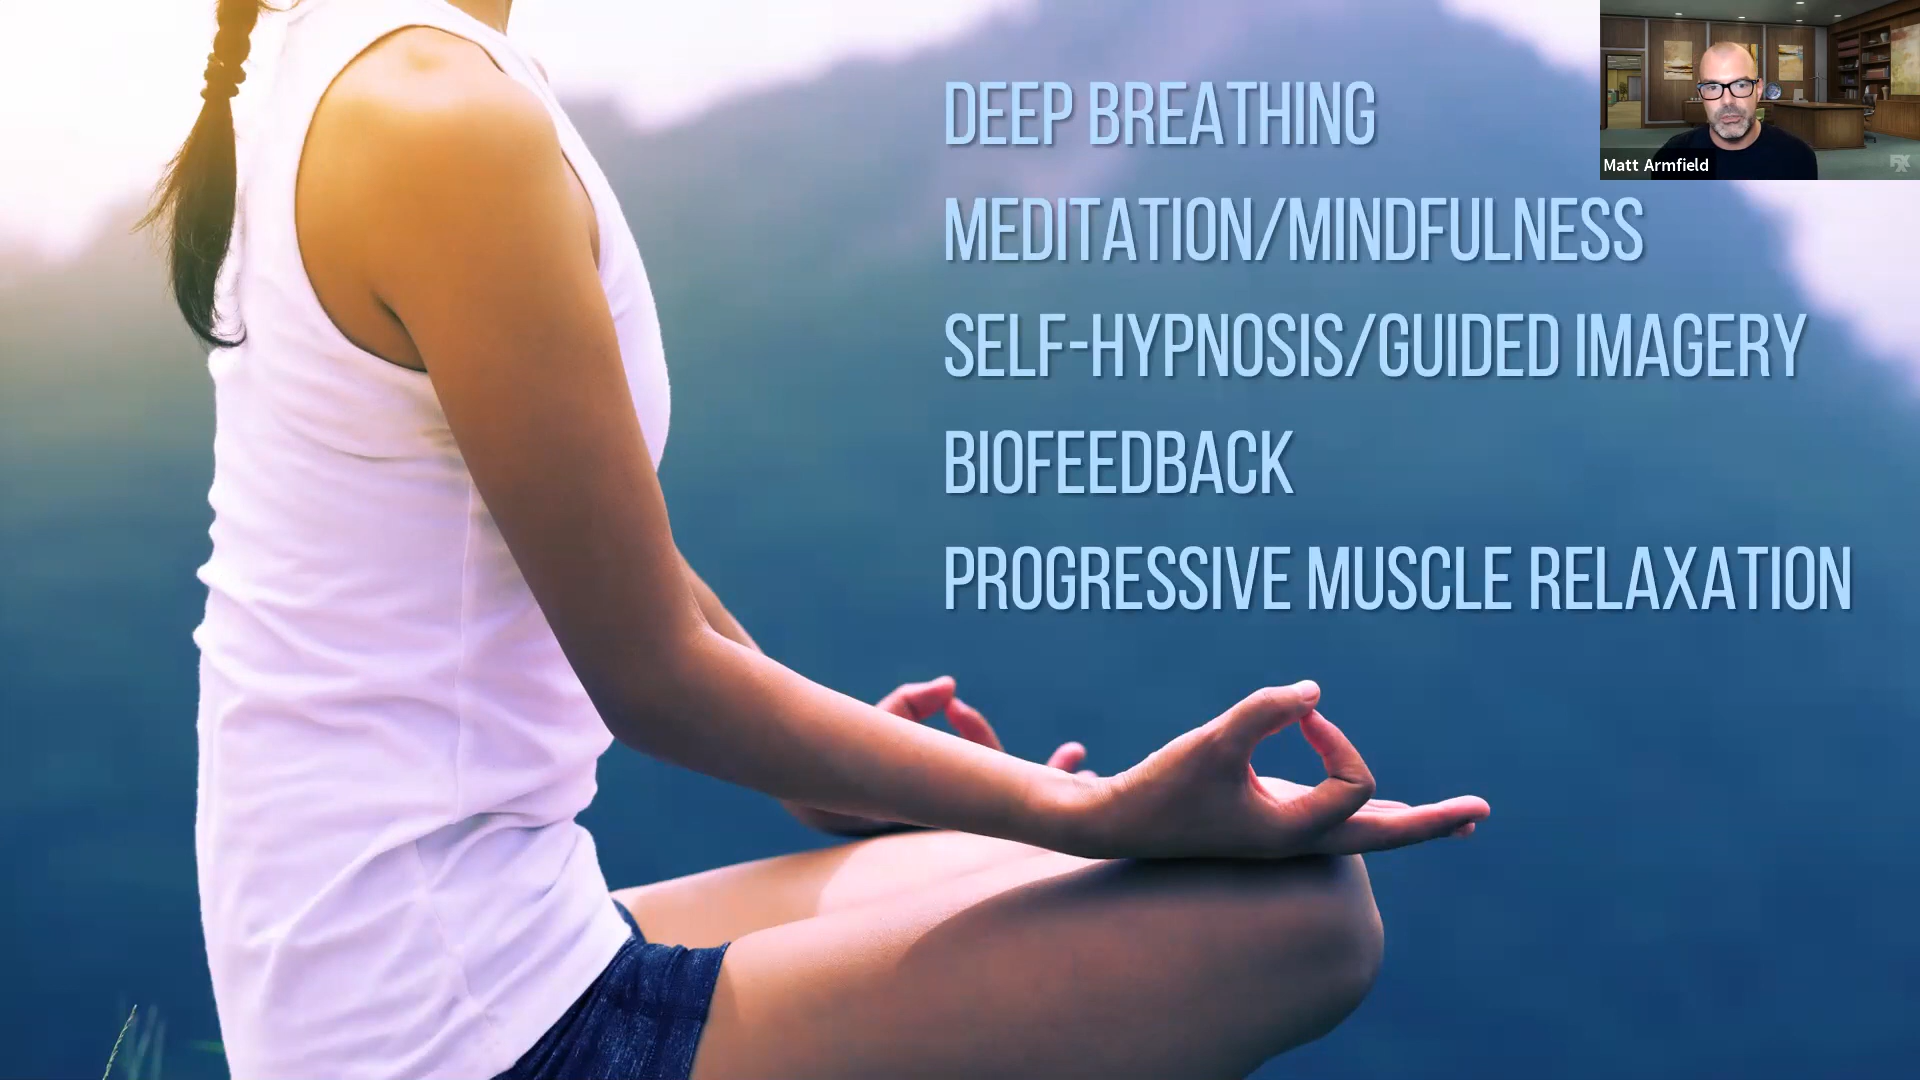 DEEP BREATHING
MEDITATION/MINDFULNESS
SELF-HYPNOSIS/GUIDED IMAGERY
BIOFEEDBACK
PROGRESSIVE MUSCLE RELAXATION
Matt Armfield